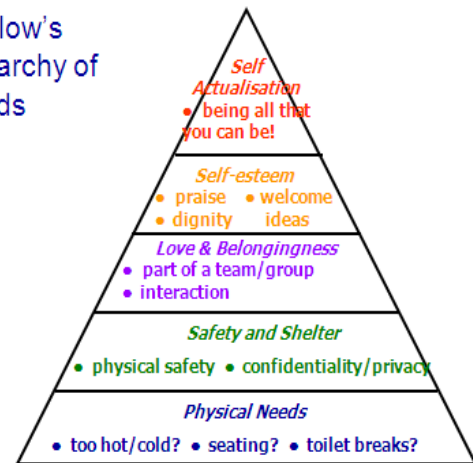 low's
archy of
ds
Self
Actualisation
• being all that
you can be!
Self-esteem
• praise • welcome
• dignity ideas
Love & Belongingness
• part of a team/group
• interaction
Safety and Shelter
• physical safety • confidentiality/privacy
Physical Needs
• too hot/cold? • seating? • toilet breaks?